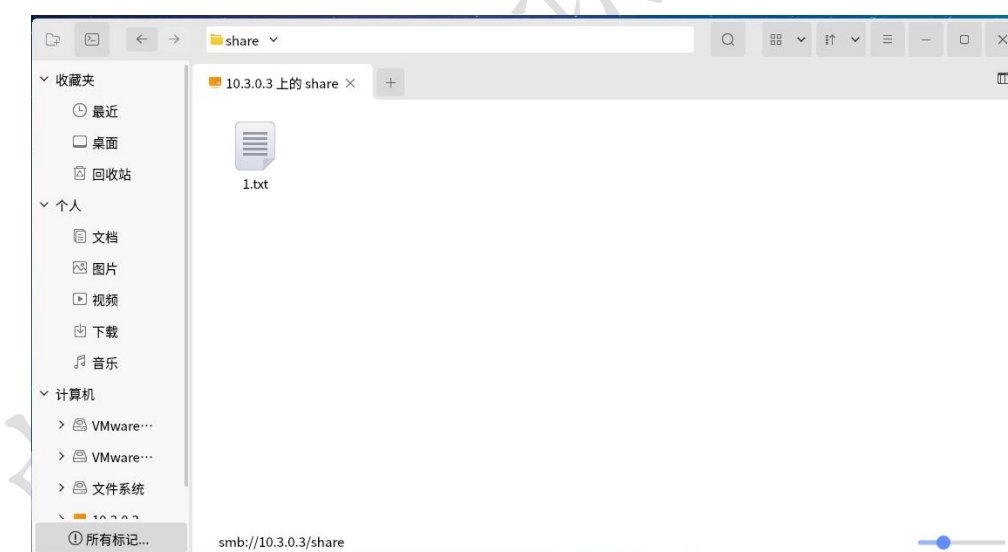 share
10.3.0.3 上的 share
收藏夹
最近
桌面
回收站
1.txt
个人
文档
图片
视频
下载
音乐
计算机
VMware…
VMware…
文件系统
所有标记...
smb://10.3.0.3/share